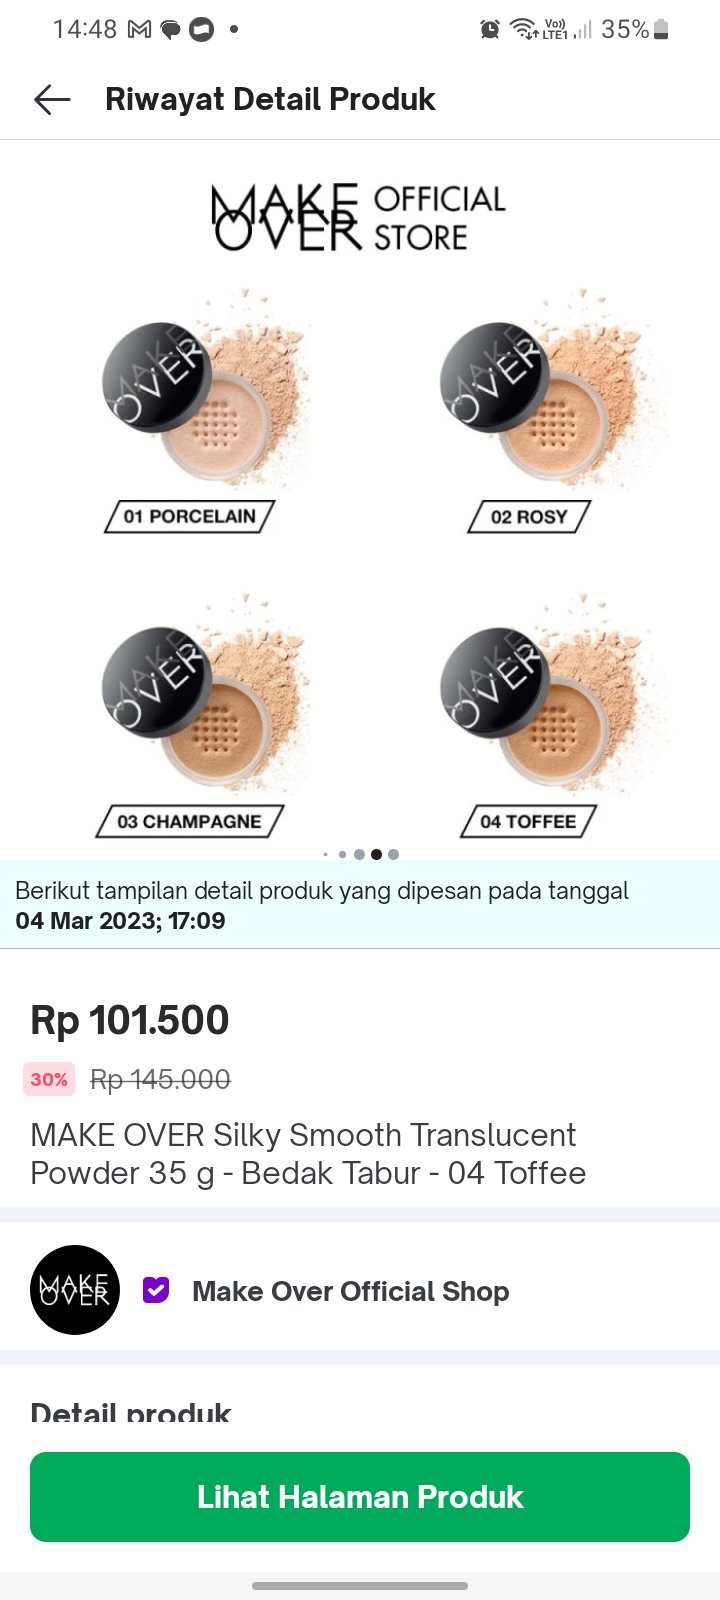 14:48
Vo)) LTE1
35%
Riwayat Detail Produk
MAKE OVER
OFFICIAL STORE
MAKE OVER
MAKE OVER
01 PORCELAIN
02 ROSY
MAKE OVER
MAKE OVER
03 CHAMPAGNE
04 TOFFEE
Berikut tampilan detail produk yang dipesan pada tanggal
04 Mar 2023; 17:09
Rp 101.500
30% Rp 145.000
MAKE OVER Silky Smooth Translucent
Powder 35 g - Bedak Tabur - 04 Toffee
MAKE OVER
Make Over Official Shop
Detail produk
Lihat Halaman Produk